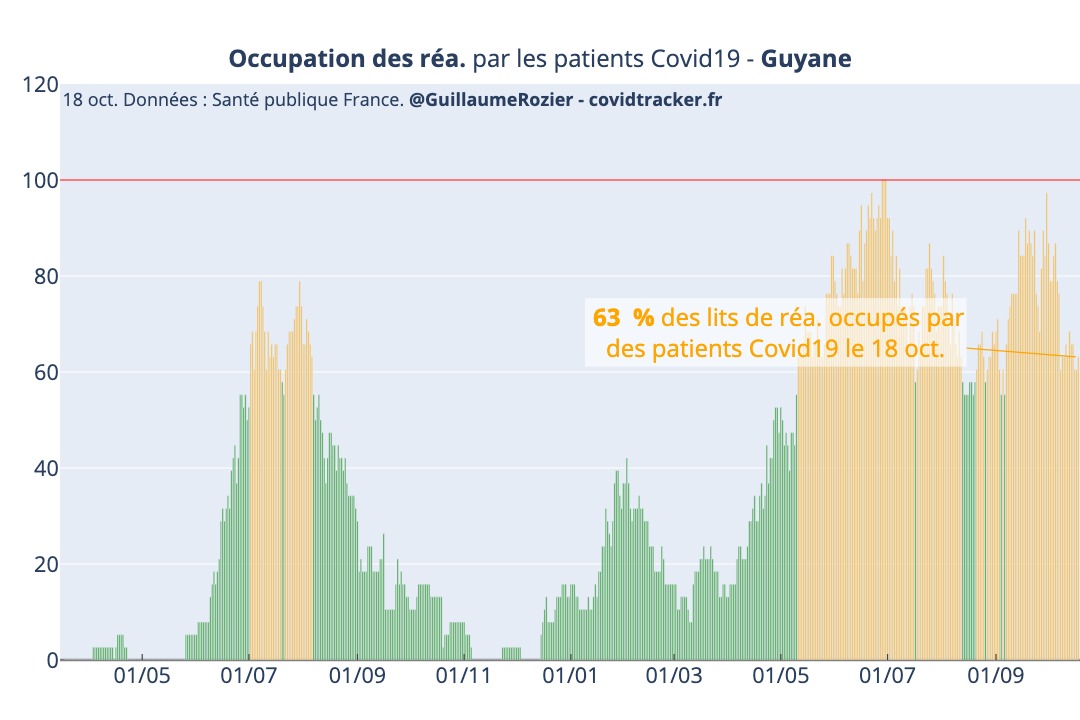 Occupation des réa. par les patients Covid19 - Guyane
18 oct. Données : Santé publique France. @GuillaumeRozier - covidtracker.fr
120
100
80
60
40
20
0
63 % des lits de réa. occupés par
des patients Covid19 le 18 oct.
01/05 01/07 01/09 01/11 01/01 01/03 01/05 01/07 01/09